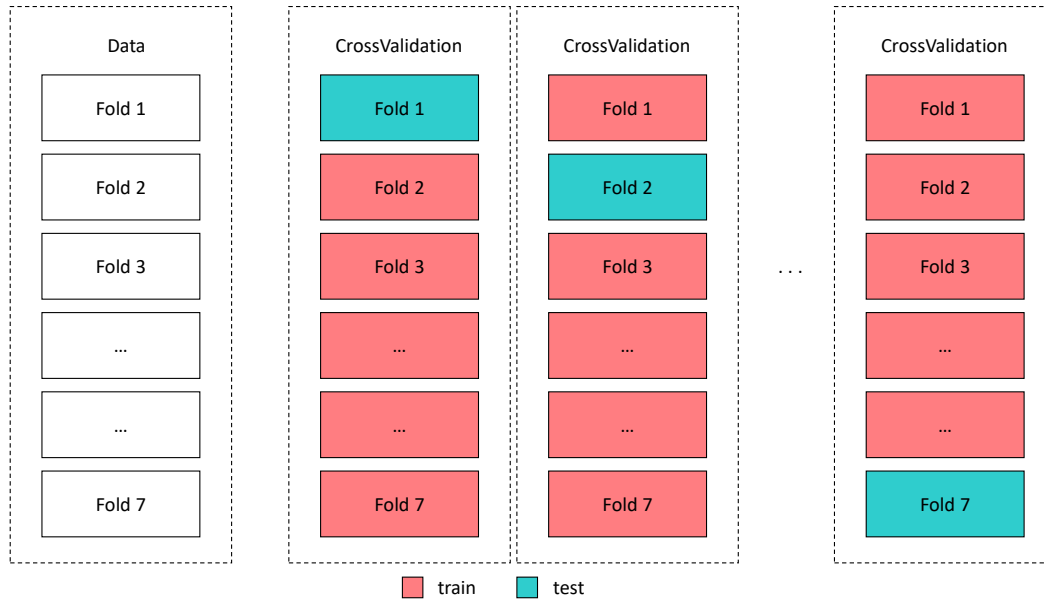 Data
Fold 1
Fold 2
Fold 3
...
...
Fold 7
CrossValidation
Fold 1
Fold 2
Fold 3
...
...
Fold 7
CrossValidation
Fold 1
Fold 2
Fold 3
...
...
Fold 7
. . .
CrossValidation
Fold 1
Fold 2
Fold 3
...
...
Fold 7
train
test